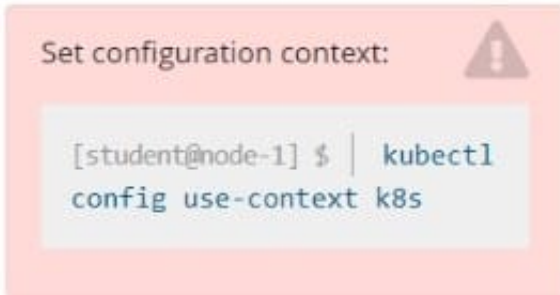 Set configuration context:
[student@node-1] $ | kubectl
config use-context k8s